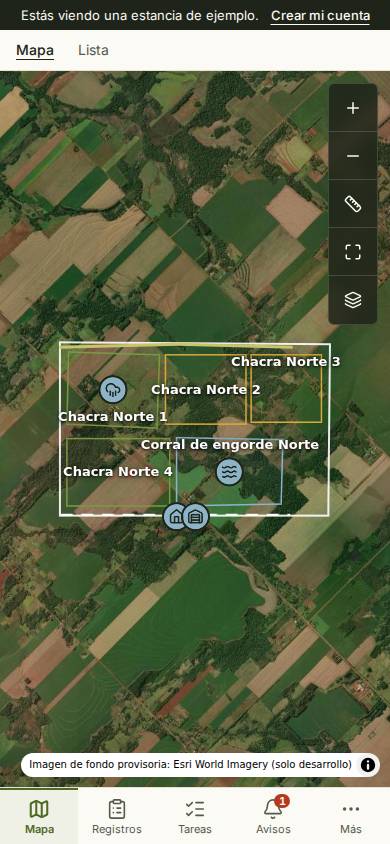 Estás viendo una estancia de ejemplo. Crear mi cuenta
Mapa Lista
Chacra Norte 3
Chacra Norte 2
Chacra Norte 1
Corral de engorde Norte
Chacra Norte 4
Imagen de fondo provisoria: Esri World Imagery (solo desarrollo)
1
Mapa Registros Tareas Avisos Más